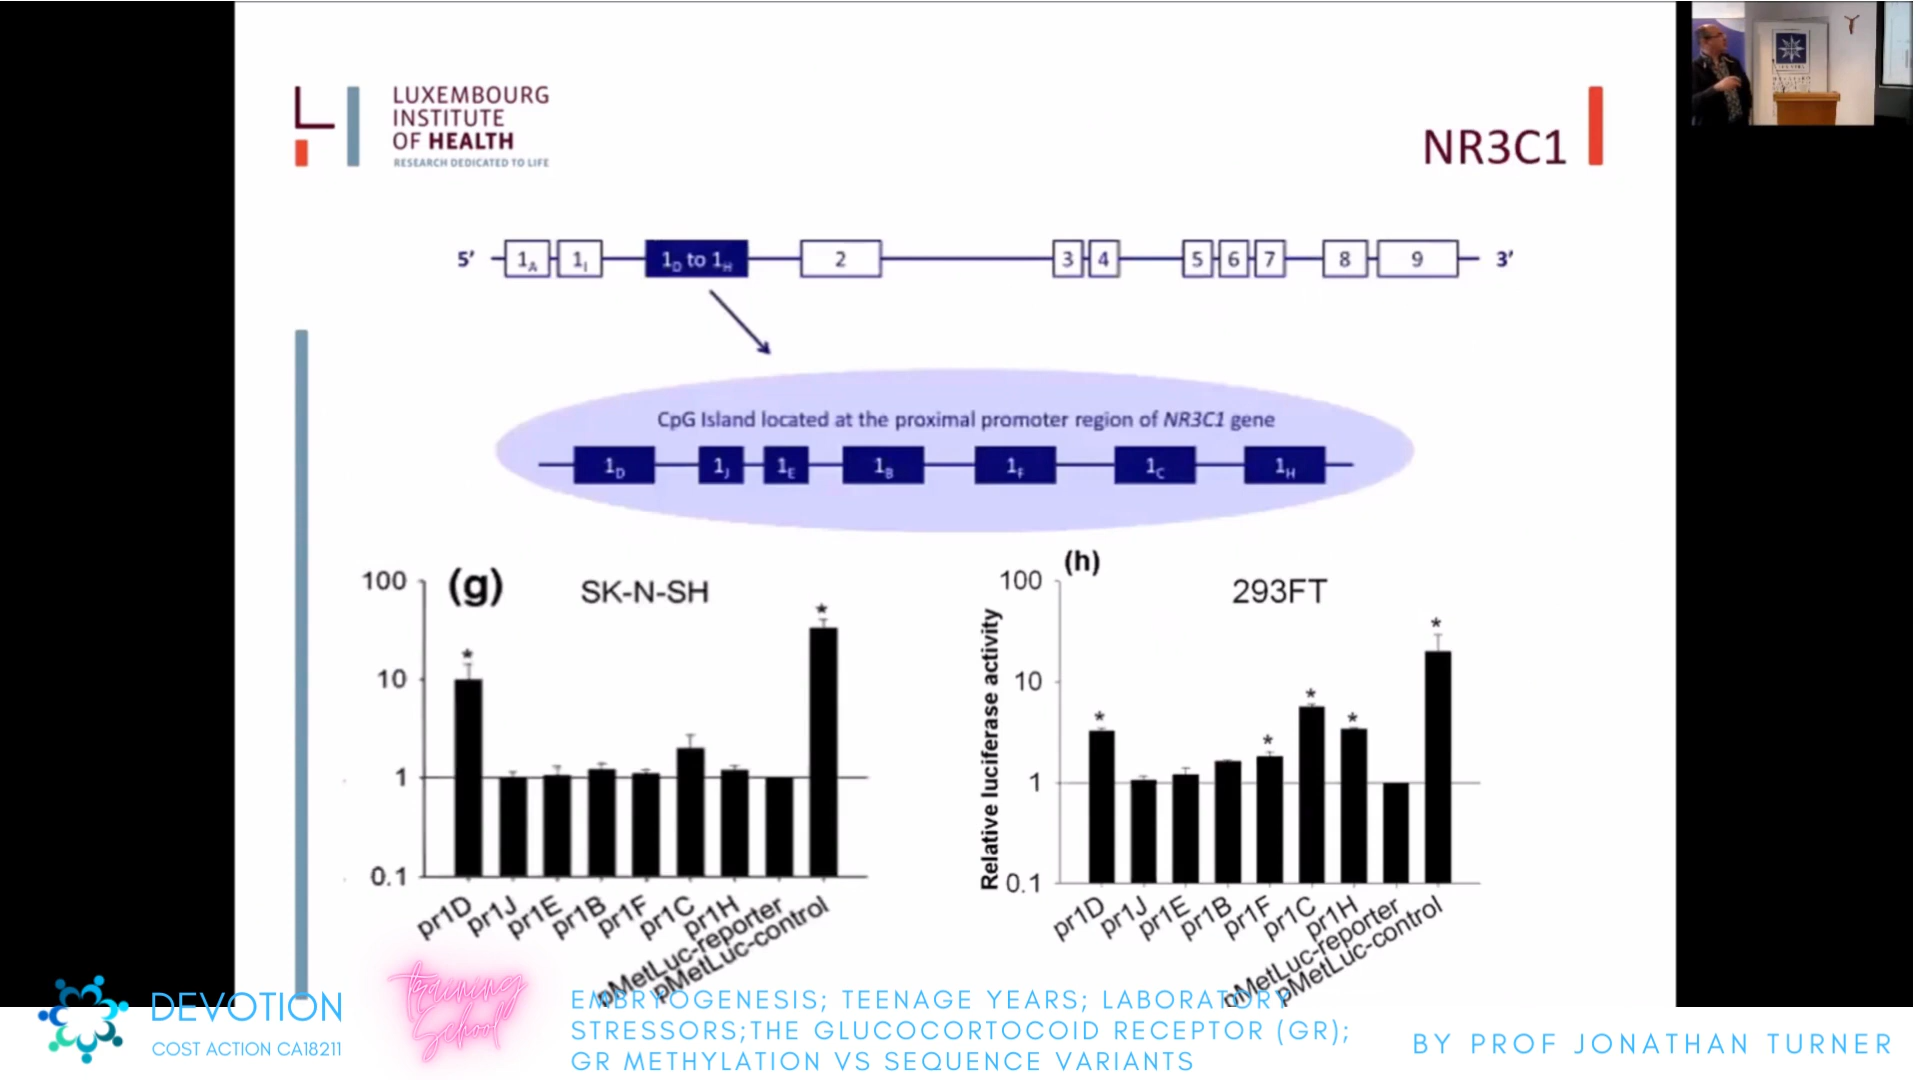 LUXEMBOURG
INSTITUTE
OF HEALTH
RESEARCH DEDICATED TO LIFE
NR3C1
5’ 1A 1I 1D to 1H 2 3 4 5 6 7 8 9 3’
CpG Island located at the proximal promoter region of NR3C1 gene
1D 1J 1E 1B 1F 1C 1H
(g) SK-N-SH
100
10
1
0.1
* *
pr1D pr1J pr1E pr1B pr1F pr1C pr1H pMetLuc-reporter pMetLuc-control
(h) 293FT
Relative luciferase activity
100
10
1
0.1
* * * * *
pr1D pr1J pr1E pr1B pr1F pr1C pr1H pMetLuc-reporter pMetLuc-control
DEVOTION
COST ACTION CA18211
Training
School
EMBRYOGENESIS; TEENAGE YEARS; LABORATORY
STRESSORS;THE GLUCOCORTOCOID RECEPTOR (GR);
GR METHYLATION VS SEQUENCE VARIANTS
BY PROF JONATHAN TURNER